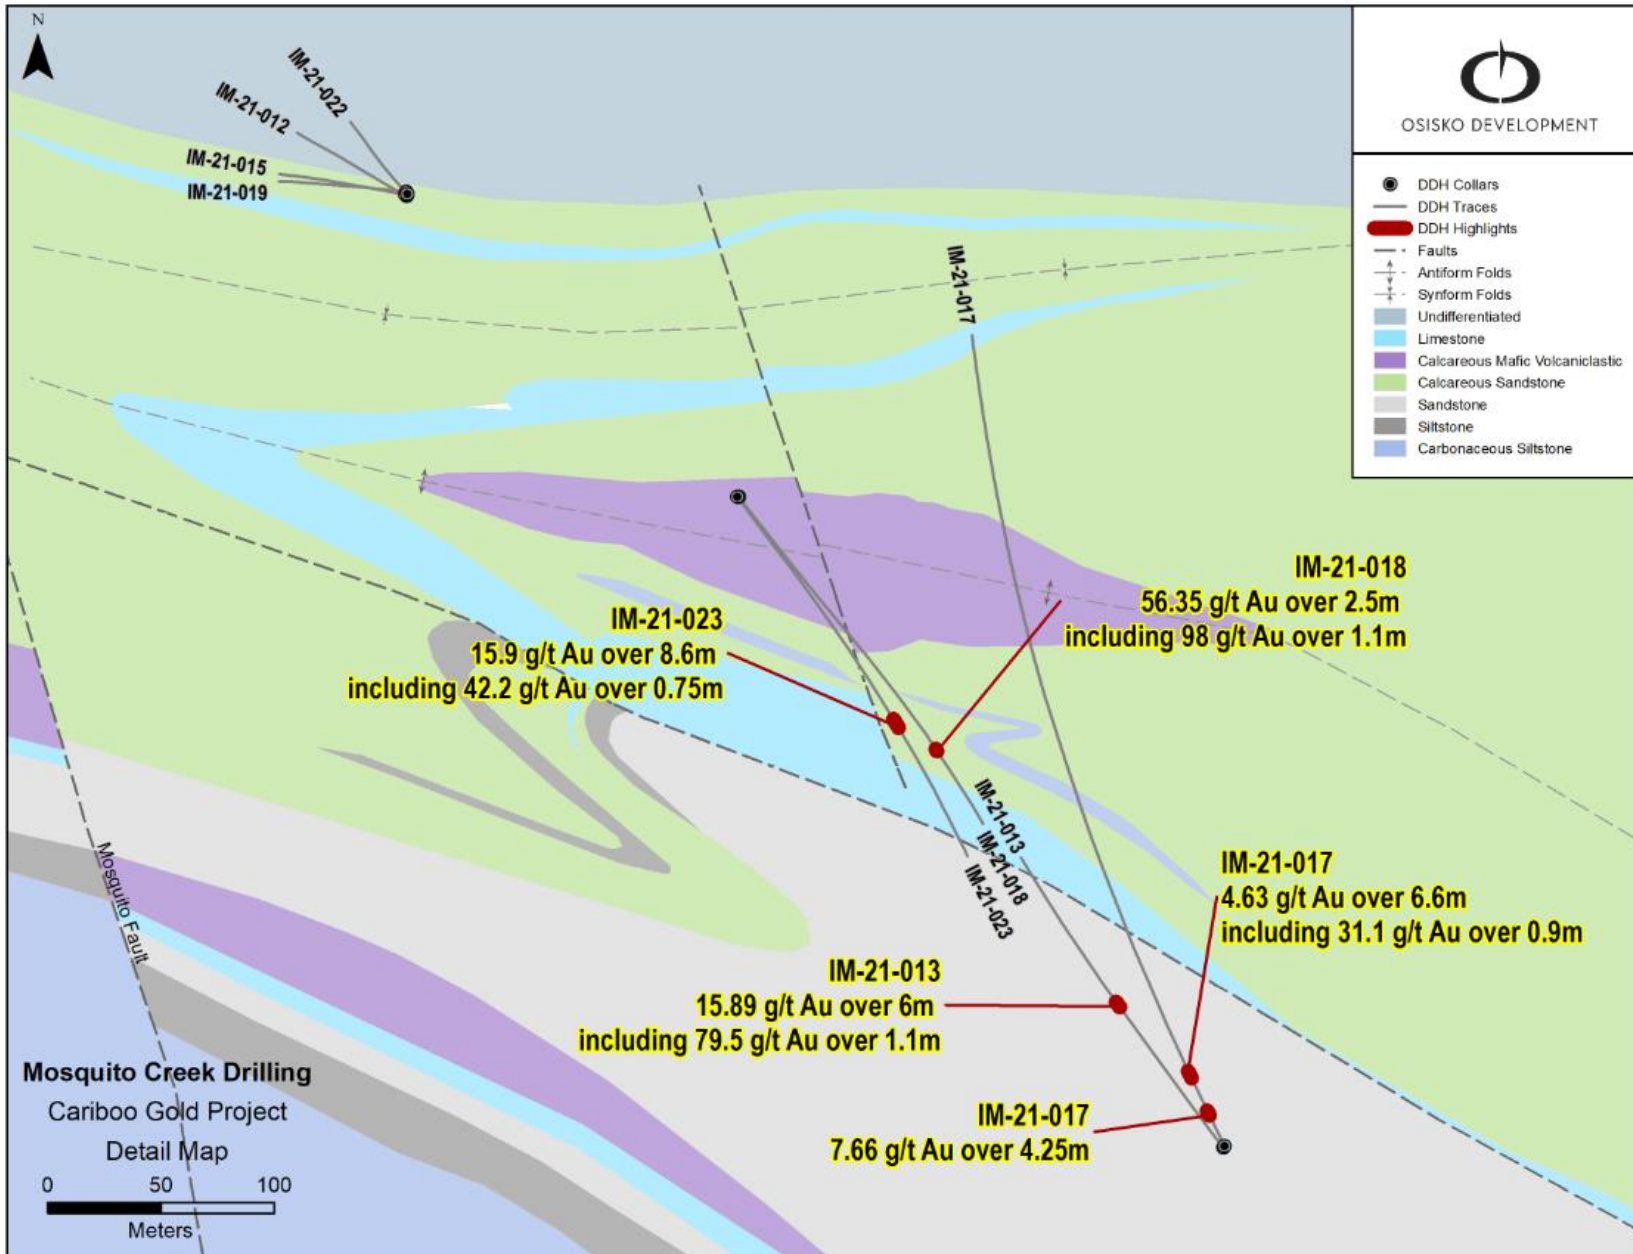 N
IM-21-022
IM-21-012
IM-21-015
IM-21-019
IM-21-017
OSISKO DEVELOPMENT
DDH Collars
DDH Traces
DDH Highlights
Faults
Antiform Folds
Synform Folds
Undifferentiated
Limestone
Calcareous Mafic Volcaniclastic
Calcareous Sandstone
Sandstone
Siltstone
Carbonaceous Siltstone
IM-21-018
56.35 g/t Au over 2.5m
including 98 g/t Au over 1.1m
IM-21-023
15.9 g/t Au over 8.6m
including 42.2 g/t Au over 0.75m
IM-21-013
IM-21-018
IM-21-023
Mosquito Fault
IM-21-017
4.63 g/t Au over 6.6m
including 31.1 g/t Au over 0.9m
IM-21-013
15.89 g/t Au over 6m
including 79.5 g/t Au over 1.1m
IM-21-017
7.66 g/t Au over 4.25m
Mosquito Creek Drilling
Cariboo Gold Project
Detail Map
0 50 100
Meters